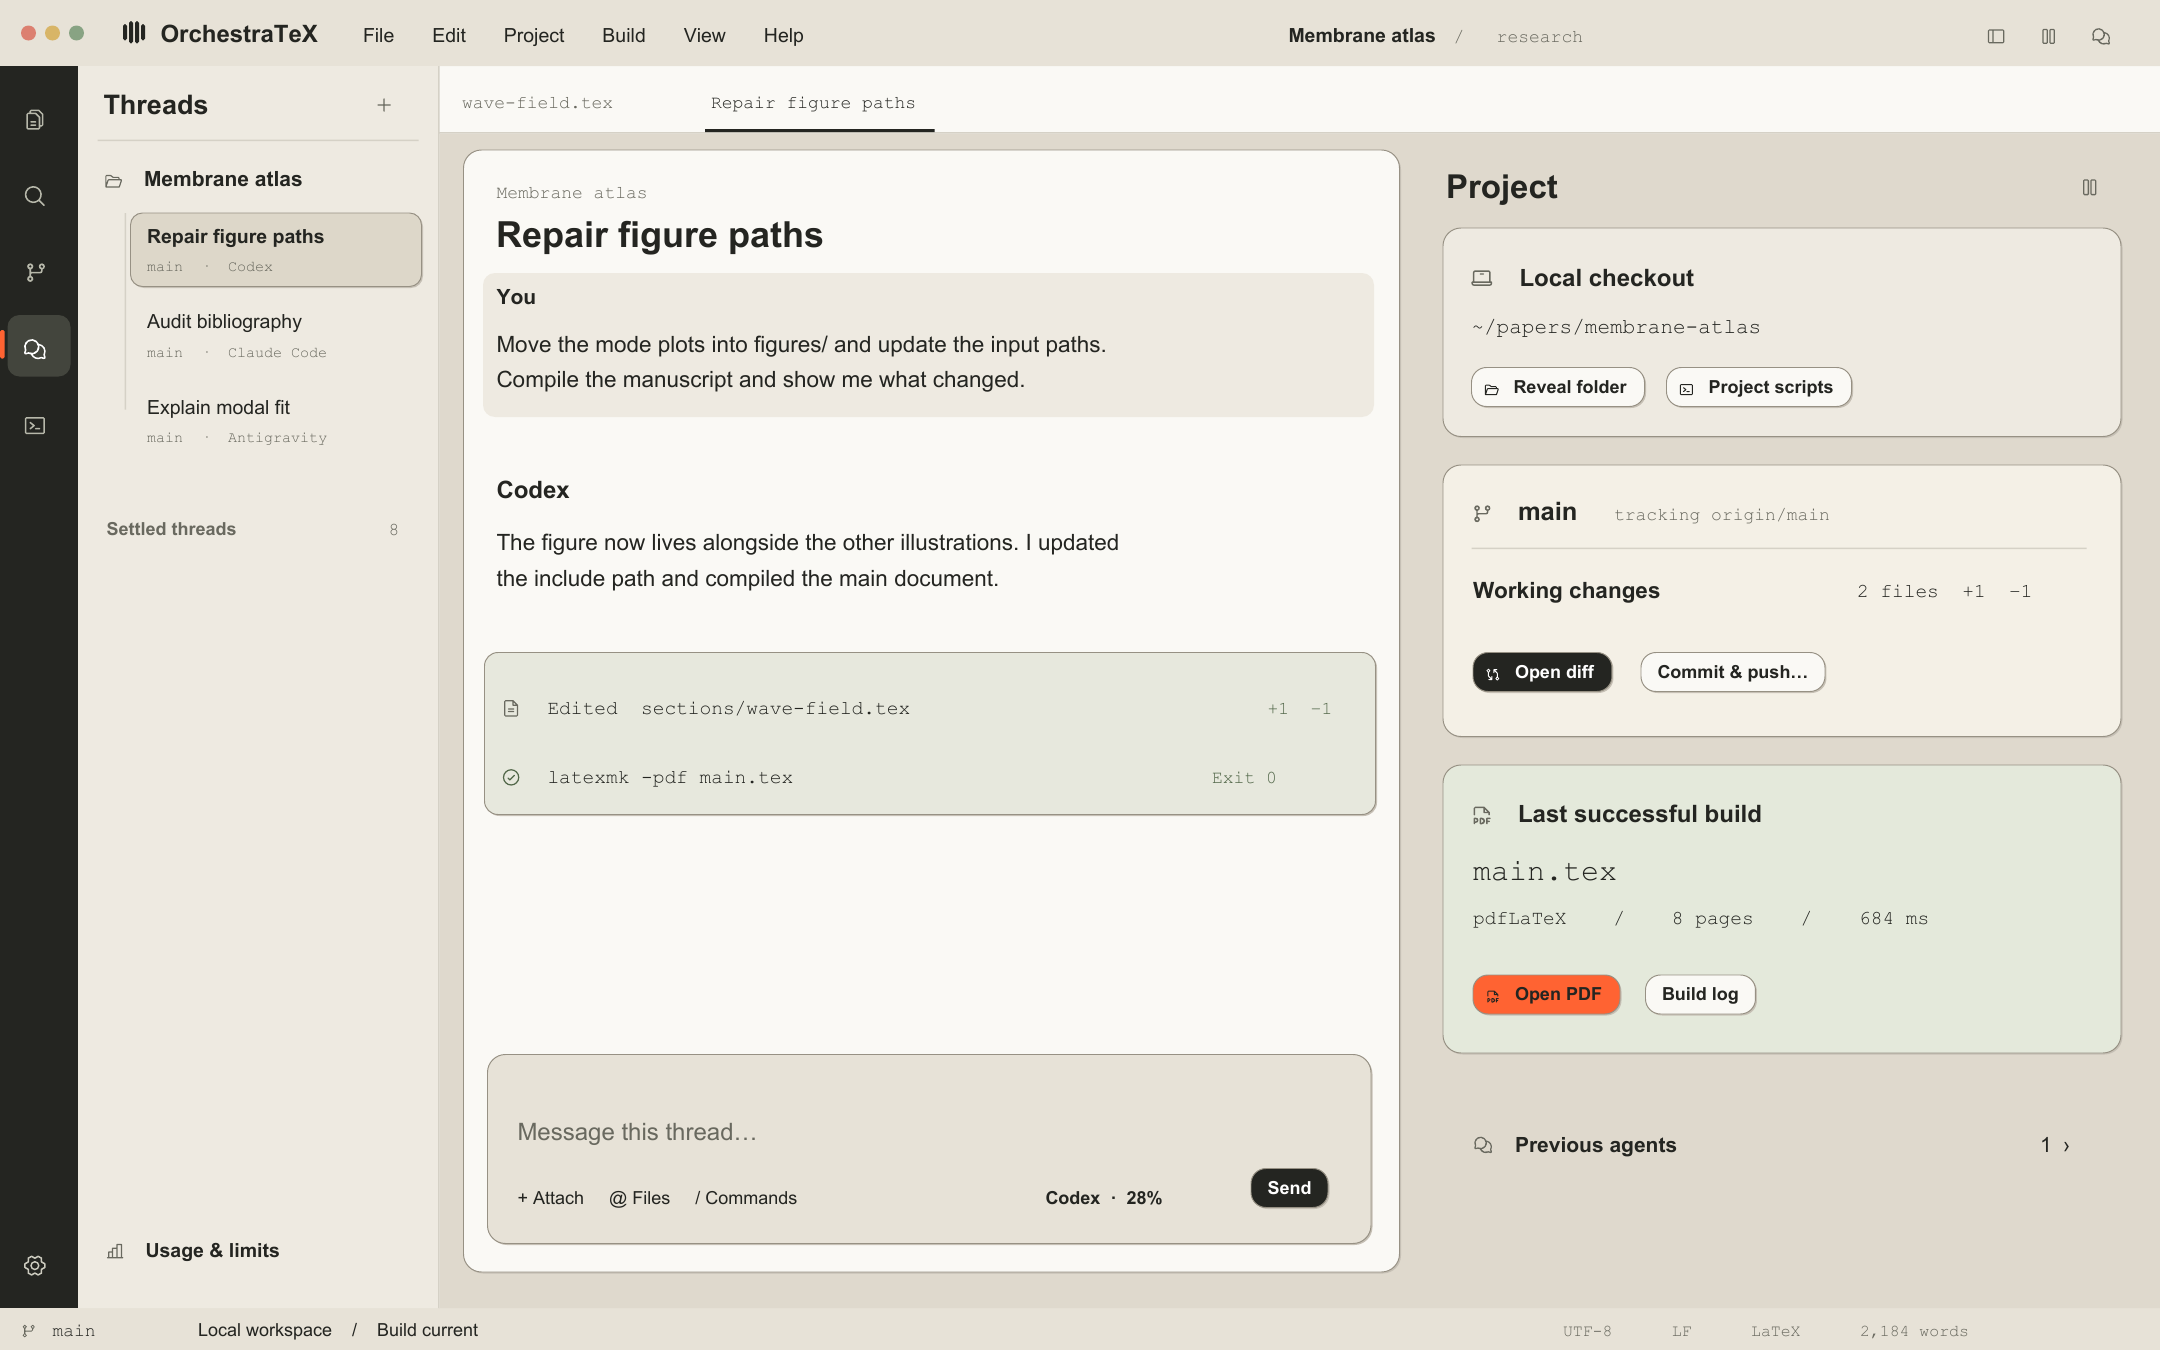 OrchestraTeX File Edit Project Build View Help
Membrane atlas / research
Threads +
Membrane atlas
Repair figure paths
main · Codex
Audit bibliography
main · Claude Code
Explain modal fit
main · Antigravity
Settled threads 8
Usage & limits
wave-field.tex Repair figure paths
Membrane atlas
Repair figure paths
You
Move the mode plots into figures/ and update the input paths.
Compile the manuscript and show me what changed.
Codex
The figure now lives alongside the other illustrations. I updated
the include path and compiled the main document.
Edited sections/wave-field.tex +1 −1
latexmk -pdf main.tex Exit 0
Message this thread…
+ Attach @ Files / Commands Codex · 28% Send
Project
Local checkout
~/papers/membrane-atlas
Reveal folder Project scripts
main tracking origin/main
Working changes 2 files +1 −1
Open diff Commit & push…
PDF Last successful build
main.tex
pdfLaTeX / 8 pages / 684 ms
PDF Open PDF Build log
Previous agents 1 ›
main Local workspace / Build current UTF-8 LF LaTeX 2,184 words